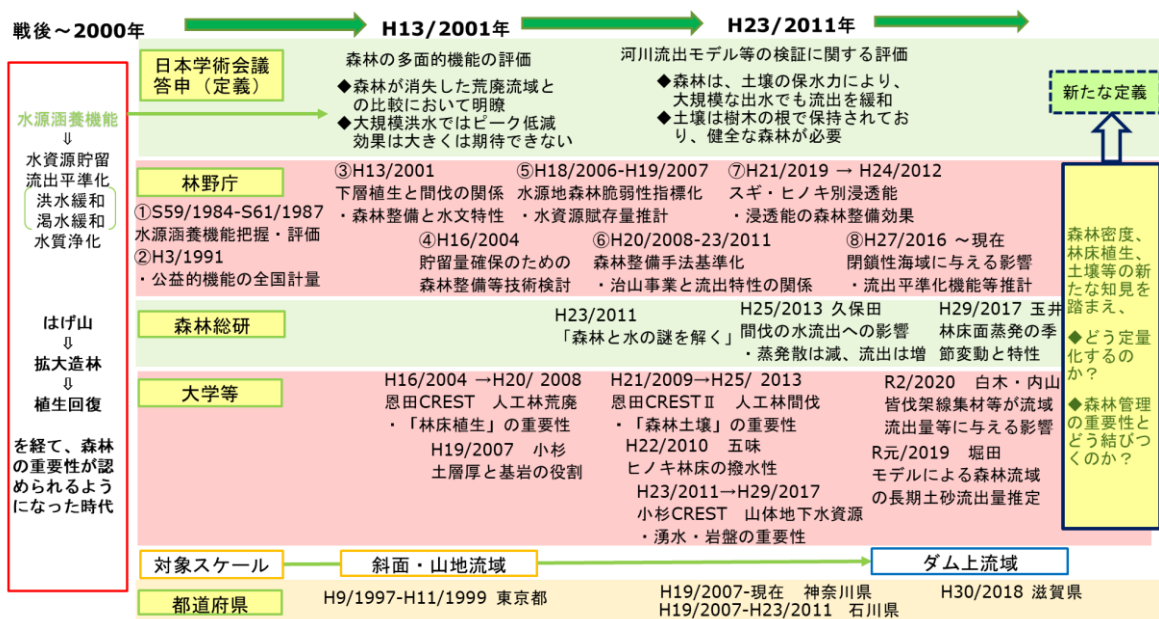 戦後～2000年
H13/2001年
H23/2011年
水源涵養機能
⇓
水資源貯留
流出平準化
洪水緩和
渇水緩和
水質浄化
はげ山
⇓
拡大造林
⇓
植生回復
を経て、森林
の重要性が認
められるよう
になった時代
日本学術会議
答申（定義）
森林の多面的機能の評価
◆森林が消失した荒廃流域と
の比較において明瞭
◆大規模洪水ではピーク低減
効果は大きくは期待できない
河川流出モデル等の検証に関する評価
◆森林は、土壌の保水力により、
大規模な出水でも流出を緩和
◆土壌は樹木の根で保持されてお
り、健全な森林が必要
新たな定義
林野庁
①S59/1984-S61/1987
水源涵養機能把握・評価
②H3/1991
・公益的機能の全国計量
③H13/2001
下層植生と間伐の関係
・森林整備と水文特性
④H16/2004
貯留量確保のための
森林整備等技術検討
⑤H18/2006-H19/2007
水源地森林脆弱性指標化
・水資源賦存量推計
⑥H20/2008-23/2011
森林整備手法基準化
・治山事業と流出特性の関係
⑦H21/2019 → H24/2012
スギ・ヒノキ別浸透能
・浸透能の森林整備効果
⑧H27/2016 ～現在
閉鎖性海域に与える影響
・流出平準化機能等推計
森林総研
H23/2011
「森林と水の謎を解く」
H25/2013 久保田
間伐の水流出への影響
・蒸発散は減、流出は増
H29/2017 玉井
林床面蒸発の季
節変動と特性
大学等
H16/2004 →H20/ 2008
恩田CREST　人工林荒廃
・「林床植生」の重要性
H19/2007　小杉
土層厚と基岩の役割
H21/2009→H25/ 2013
恩田CRESTⅡ　人工林間伐
・「森林土壌」の重要性
H22/2010　五味
ヒノキ林床の撥水性
H23/2011→H29/2017
小杉CREST　山体地下水資源
・湧水・岩盤の重要性
R2/2020　白木・内山
皆伐架線集材等が流域
流出量等に与える影響
R元/2019　堀田
モデルによる森林流域
の長期土砂流出量推定
森林密度、
林床植生、
土壌等の新
たな知見を
踏まえ、
◆どう定量
化するの
か？
◆森林管理
の重要性と
どう結びつ
くのか？
対象スケール
斜面・山地流域
ダム上流域
都道府県
H9/1997-H11/1999 東京都
H19/2007-現在　神奈川県
H19/2007-H23/2011　石川県
H30/2018 滋賀県